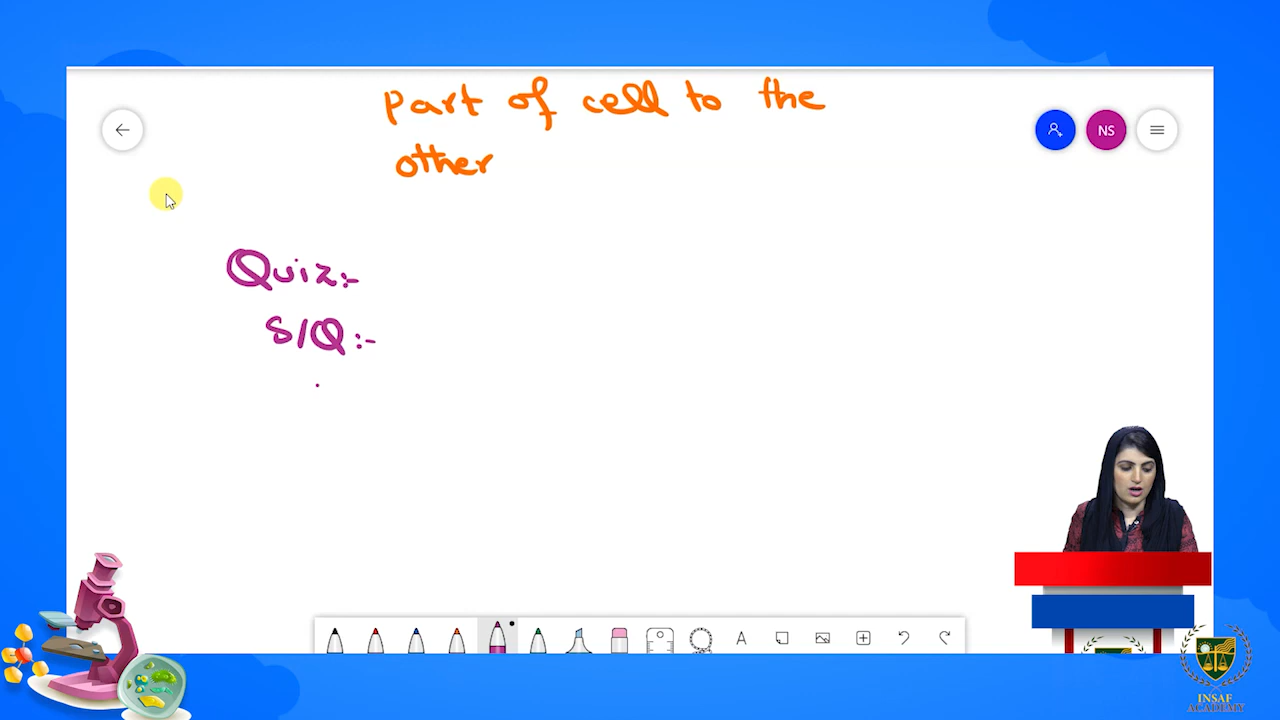 part of cell to the
other
NS
Quiz:-
S/Q:-
A
INSAF
ACADEMY